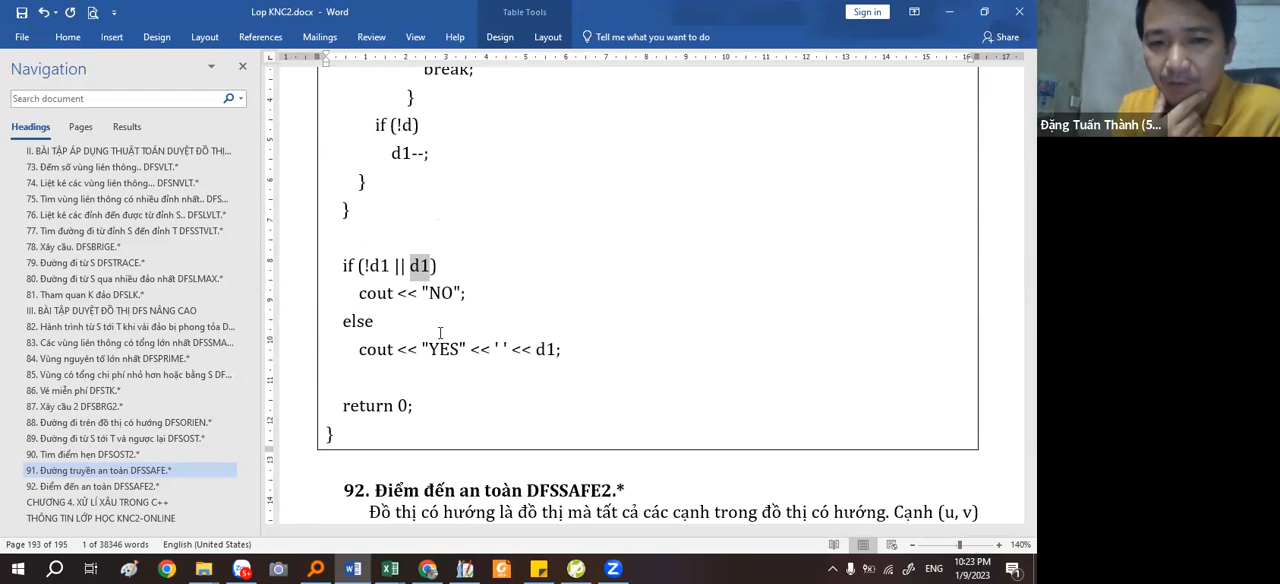 Lop KNC2.docx - Word
Table Tools
Sign in
File Home Insert Design Layout References Mailings Review View Help Design Layout Tell me what you want to do Share
Navigation
Search document
Headings Pages Results
II. BÀI TẬP ÁP DỤNG THUẬT TOÁN DUYỆT ĐỒ THỊ...
73. Đếm số vùng liên thông.. DFSVLT.*
74. Liệt kê các vùng liên thông... DFSNVLT.*
75. Tìm vùng liên thông có nhiều đỉnh nhất.. DFS...
76. Liệt kê các đỉnh đến được từ đỉnh S.. DFSLVLT.*
77. Tìm đường đi từ đỉnh S đến đỉnh T DFSSTVLT.*
78. Xây cầu. DFSBRIGE.*
79. Đường đi từ S DFSTRACE.*
80. Đường đi từ S qua nhiều đảo nhất DFSLMAX.*
81. Tham quan K đảo DFSLK.*
III. BÀI TẬP DUYỆT ĐỒ THỊ DFS NÂNG CAO
82. Hành trình từ S tới T khi vài đảo bị phong tỏa D...
83. Các vùng liên thông có tổng lớn nhất DFSSMA...
84. Vùng nguyên tố lớn nhất DFSPRIME.*
85. Vùng có tổng chi phí nhỏ hơn hoặc bằng S DF...
86. Vé miễn phí DFSTK.*
87. Xây cầu 2 DFSBRG2.*
88. Đường đi trên đồ thị có hướng DFSORIEN.*
89. Đường đi từ S tới T và ngược lại DFSOST.*
90. Tìm điểm hẹn DFSOST2.*
91. Đường truyền an toàn DFSSAFE.*
92. Điểm đến an toàn DFSSAFE2.*
CHƯƠNG 4. XỬ LÍ XÂU TRONG C++
THÔNG TIN LỚP HỌC KNC2-ONLINE
break;
}
if (!d)
d1--;
}
}
if (!d1 || d1)
cout << "NO";
else
cout << "YES" << ' ' << d1;
return 0;
}
92. Điểm đến an toàn DFSSAFE2.*
Đồ thị có hướng là đồ thị mà tất cả các cạnh trong đồ thị có hướng. Cạnh (u, v)
Đặng Tuấn Thành (5...
Page 193 of 195 1 of 38346 words English (United States) 140%
ENG 10:23 PM
1/9/2023